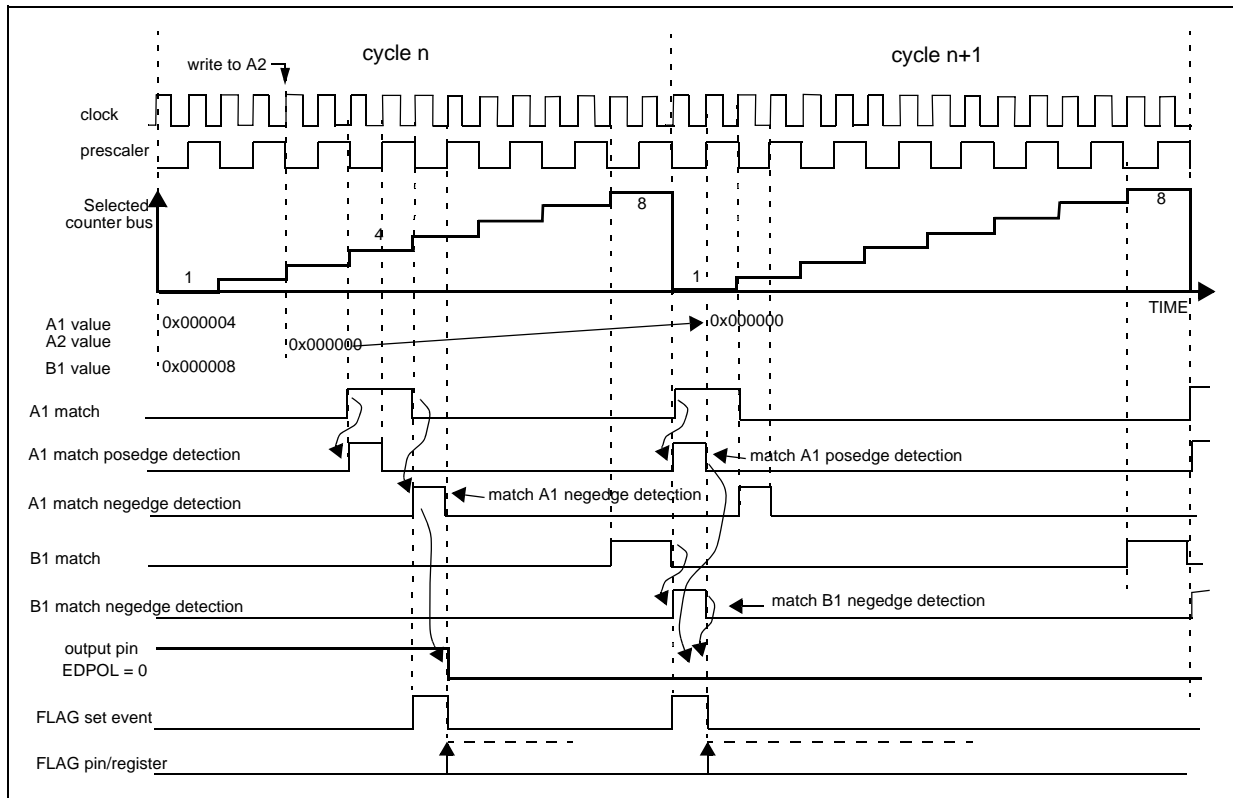 cycle n
cycle n+1
write to A2
clock
prescaler
Selected
counter bus
8
8
4
1
1
TIME
A1 value
0x000004
0x000000
A2 value
0x000000
B1 value
0x000008
A1 match
A1 match posedge detection
match A1 posedge detection
A1 match negedge detection
match A1 negedge detection
B1 match
B1 match negedge detection
match B1 negedge detection
output pin
EDPOL = 0
FLAG set event
FLAG pin/register